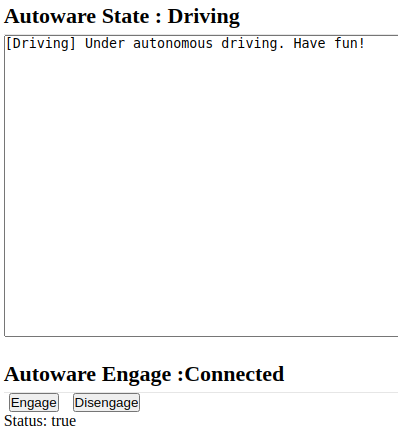 Autoware State : Driving
[Driving] Under autonomous driving. Have fun!
Autoware Engage :Connected
Engage Disengage
Status: true